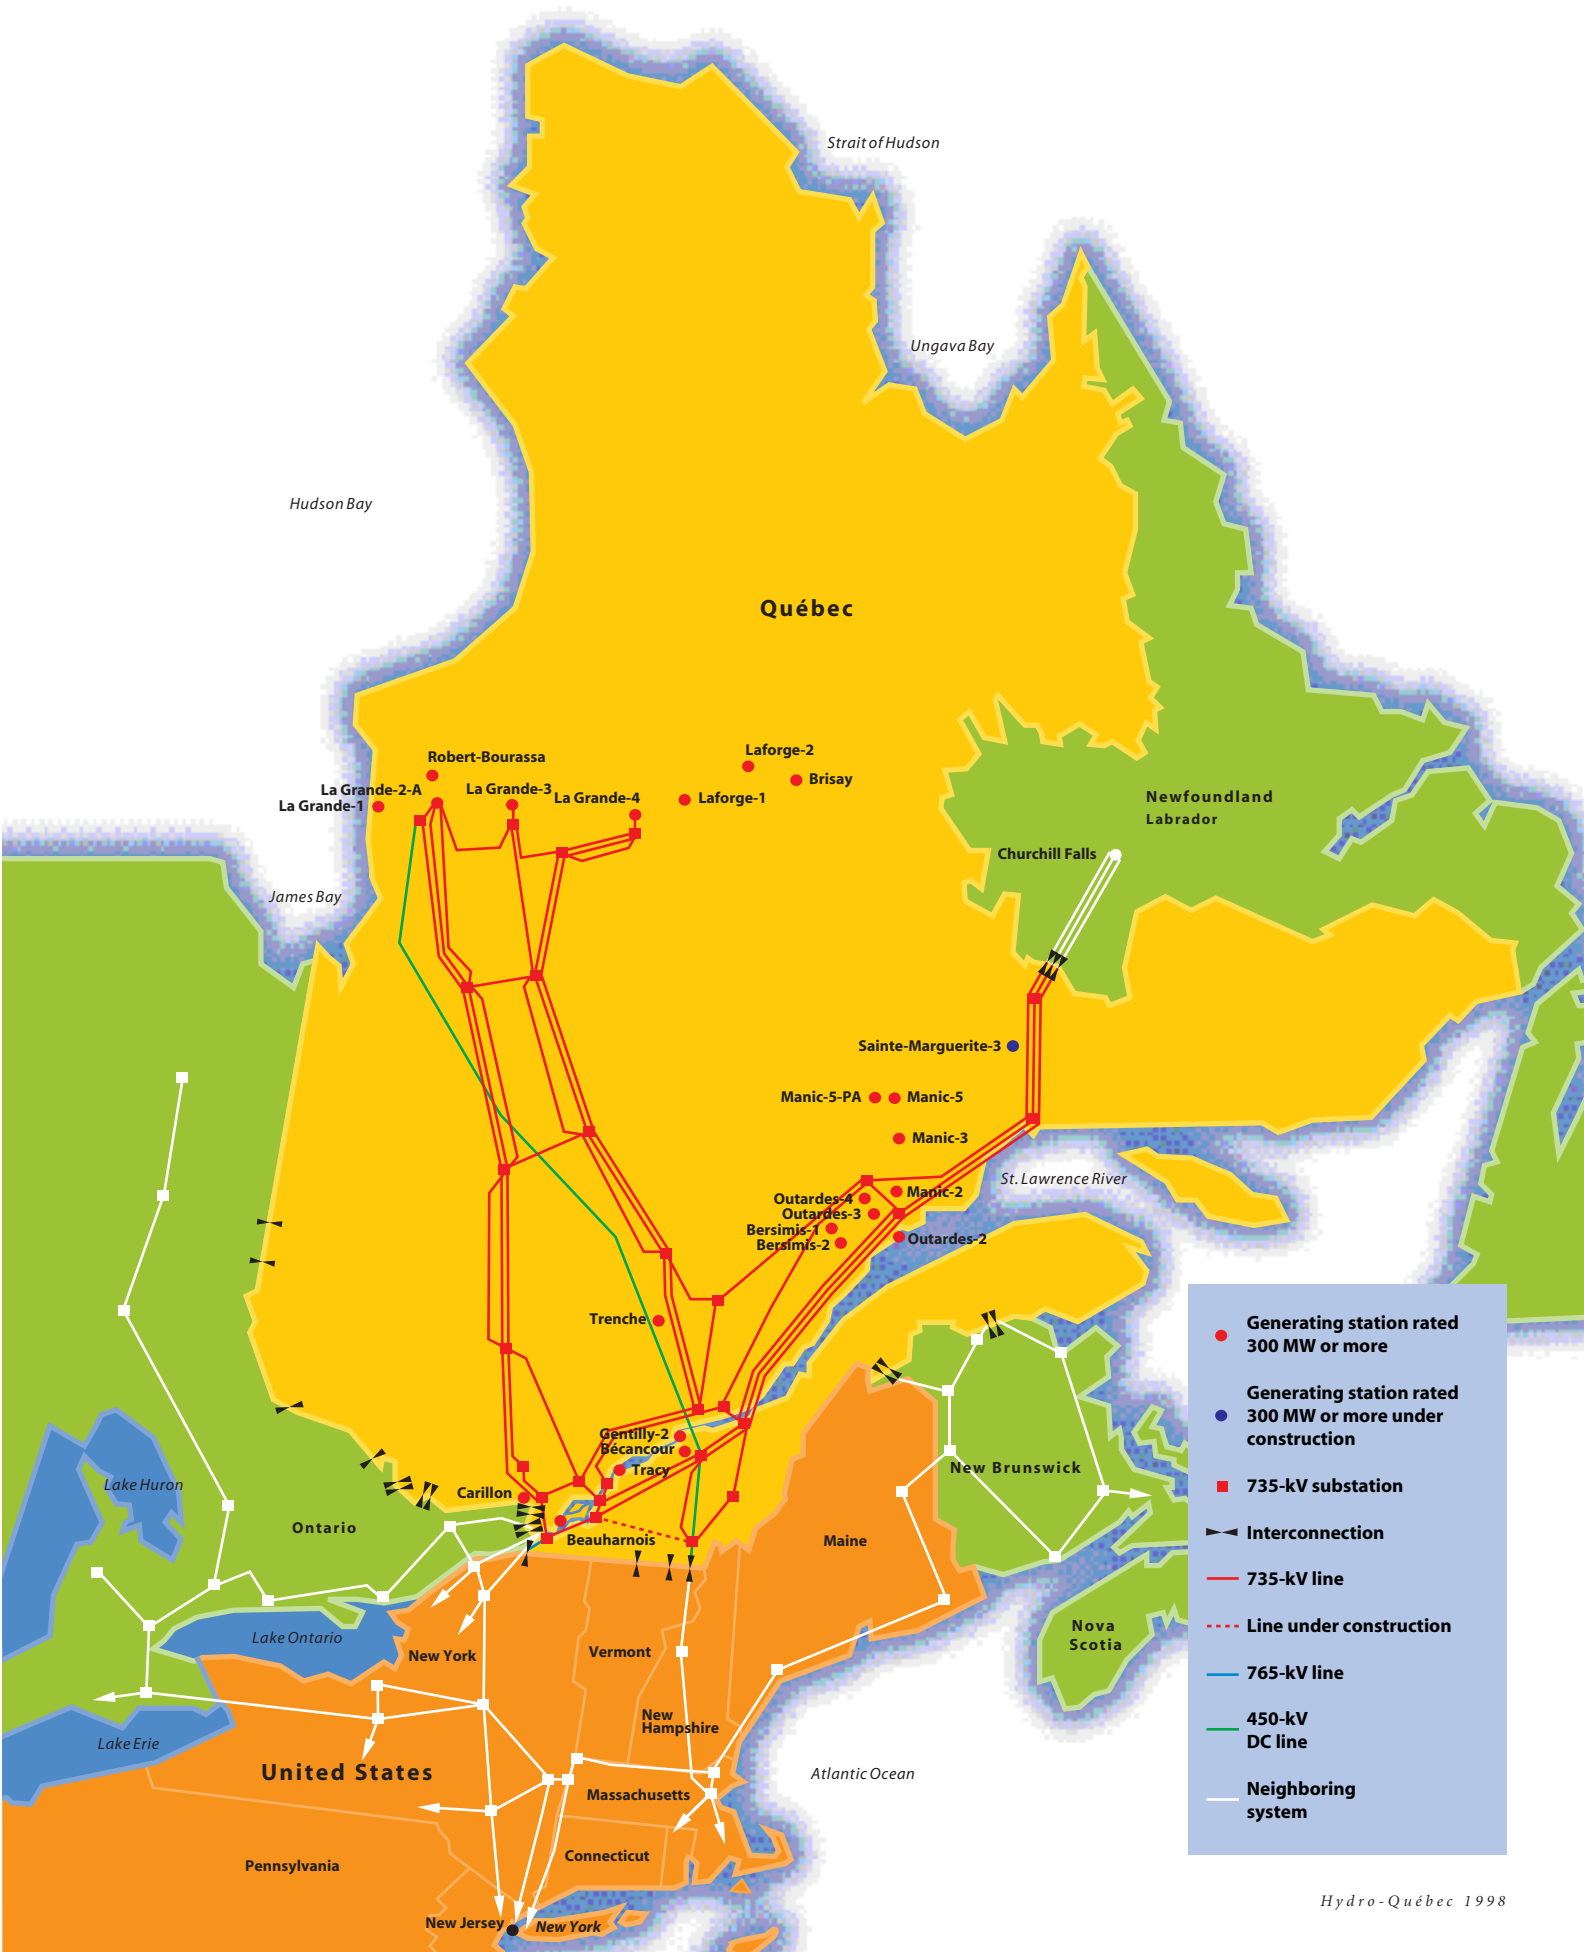 Strait of Hudson
Ungava Bay
Hudson Bay
Québec
Laforge-2
Robert-Bourassa
Brisay
La Grande-2-A
La Grande-3
La Grande-4
Laforge-1
La Grande-1
Newfoundland
Labrador
Churchill Falls
James Bay
Sainte-Marguerite-3
Manic-5-PA
Manic-5
Manic-3
St. Lawrence River
Manic-2
Outardes-4
Outardes-3
Bersimis-1
Bersimis-2
Outardes-2
Trenche
Gentilly-2
Bécancour
Tracy
Carillon
Beauharnois
Lake Huron
Ontario
New Brunswick
Maine
Nova
Scotia
Lake Ontario
New York
Vermont
New
Hampshire
Lake Erie
United States
Massachusetts
Atlantic Ocean
Connecticut
Pennsylvania
New Jersey
New York
Generating station rated
300 MW or more
Generating station rated
300 MW or more under
construction
735-kV substation
Interconnection
735-kV line
Line under construction
765-kV line
450-kV
DC line
Neighboring
system
Hydro-Québec 1998